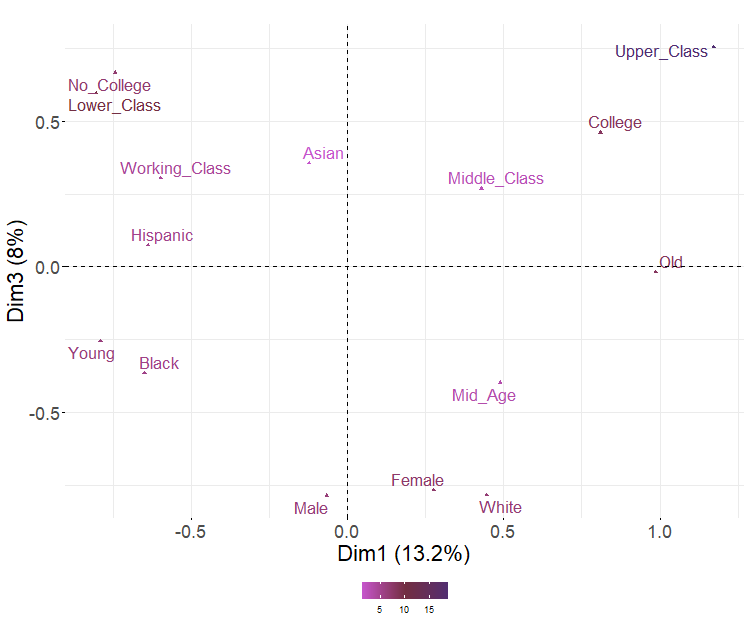 Upper_Class
No_College
Lower_Class
College
0.5
Asian
Working_Class
Middle_Class
Hispanic
Old
0.0
Dim3 (8%)
Young
Black
Mid_Age
-0.5
Female
Male
White
-0.5 0.0 0.5 1.0
Dim1 (13.2%)
5 10 15